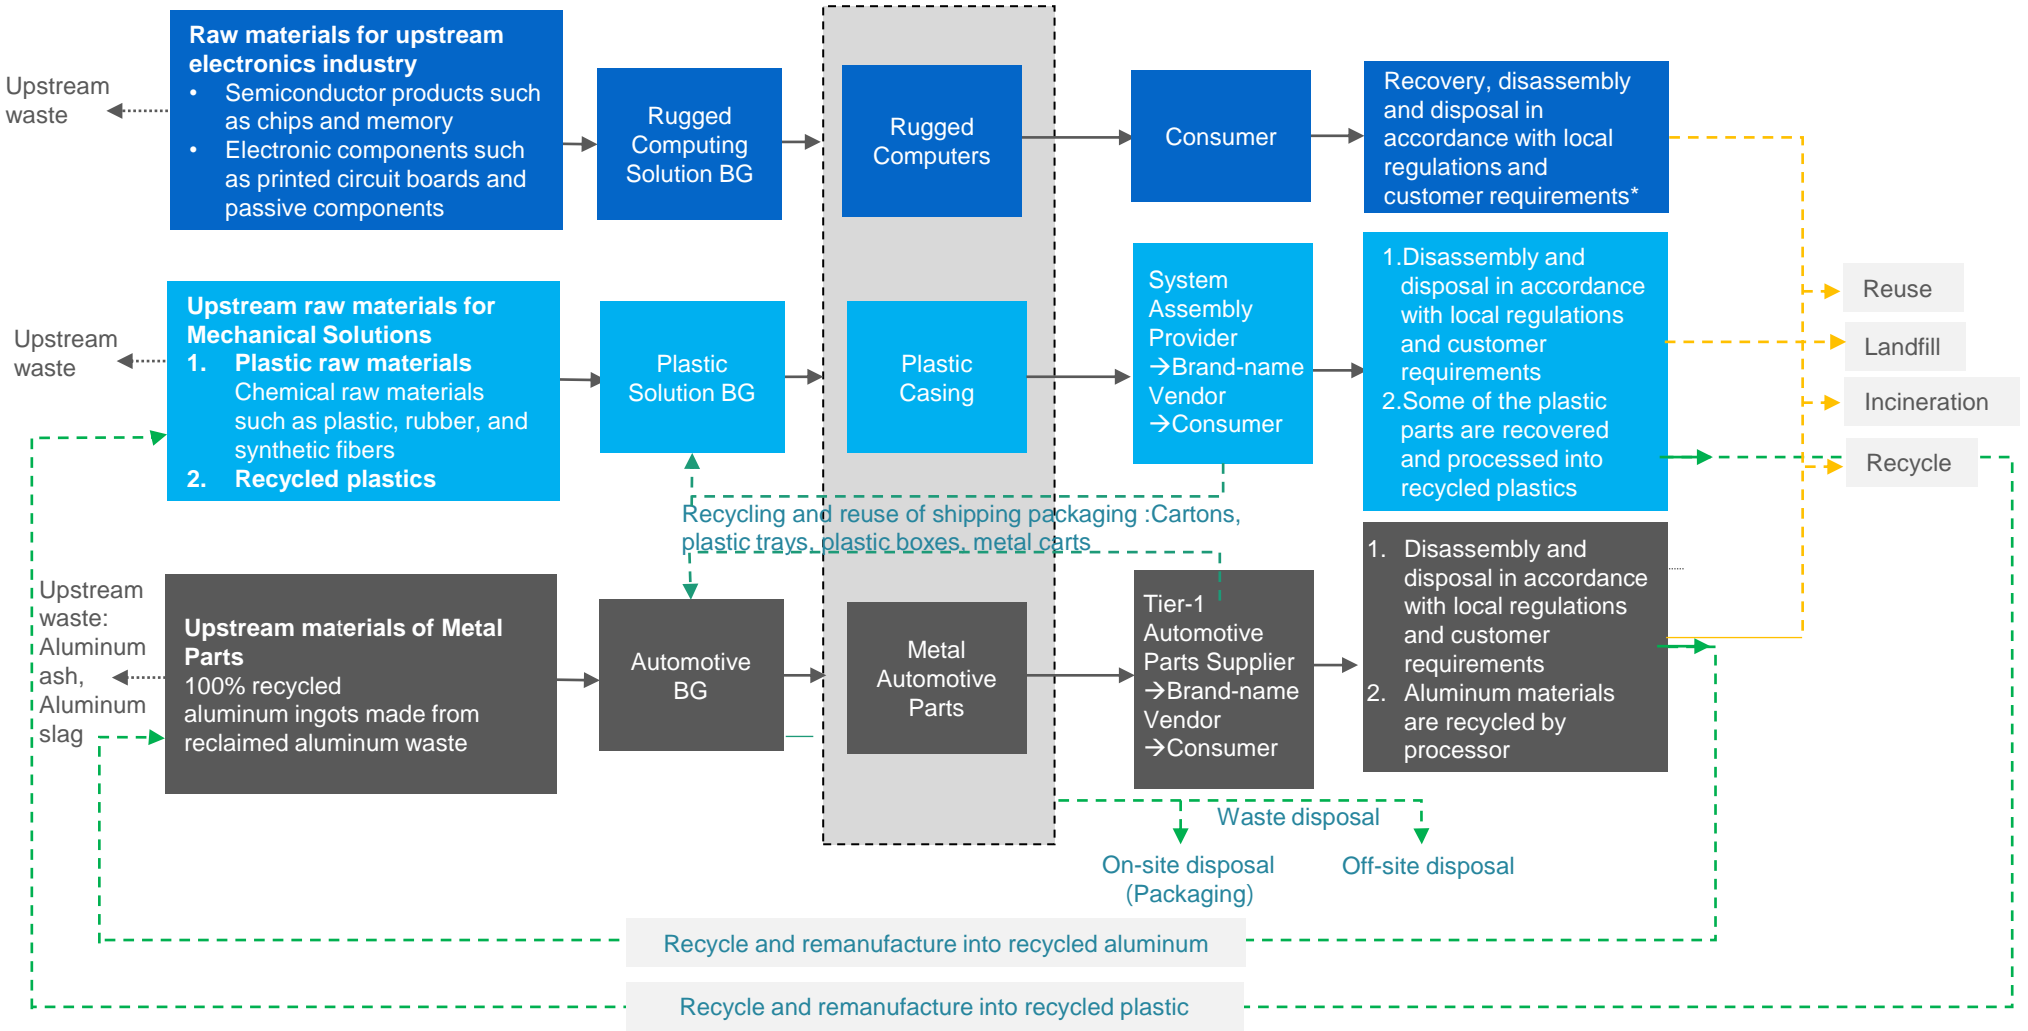 Upstream
waste
Raw materials for upstream
electronics industry
• Semiconductor products such
as chips and memory
• Electronic components such
as printed circuit boards and
passive components
Rugged
Computing
Solution BG
Rugged
Computers
Consumer
Recovery, disassembly
and disposal in
accordance with local
regulations and
customer requirements*
Upstream
waste
Upstream raw materials for
Mechanical Solutions
1. Plastic raw materials
Chemical raw materials
such as plastic, rubber, and
synthetic fibers
2. Recycled plastics
Plastic
Solution BG
Plastic
Casing
System
Assembly
Provider
→Brand-name
Vendor
→Consumer
1.Disassembly and
disposal in accordance
with local regulations
and customer
requirements
2.Some of the plastic
parts are recovered
and processed into
recycled plastics
Reuse
Landfill
Incineration
Recycle
Recycling and reuse of shipping packaging :Cartons,
plastic trays, plastic boxes, metal carts
Upstream
waste:
Aluminum
ash,
Aluminum
slag
Upstream materials of Metal
Parts
100% recycled
aluminum ingots made from
reclaimed aluminum waste
Automotive
BG
Metal
Automotive
Parts
Tier-1
Automotive
Parts Supplier
→Brand-name
Vendor
→Consumer
1. Disassembly and
disposal in accordance
with local regulations
and customer
requirements
2. Aluminum materials
are recycled by
processor
Waste disposal
On-site disposal
(Packaging)
Off-site disposal
Recycle and remanufacture into recycled aluminum
Recycle and remanufacture into recycled plastic